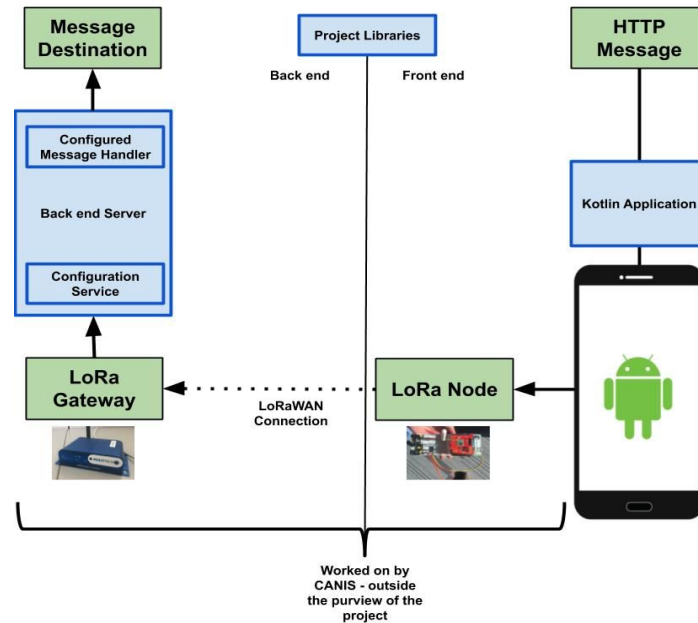 Message
Destination
Project Libraries
HTTP
Message
Back end
Front end
Configured
Message Handler
Back end Server
Configuration
Service
Kotlin Application
LoRa
Gateway
LoRaWAN
Connection
LoRa Node
Worked on by
CANIS - outside
the purview of the
project